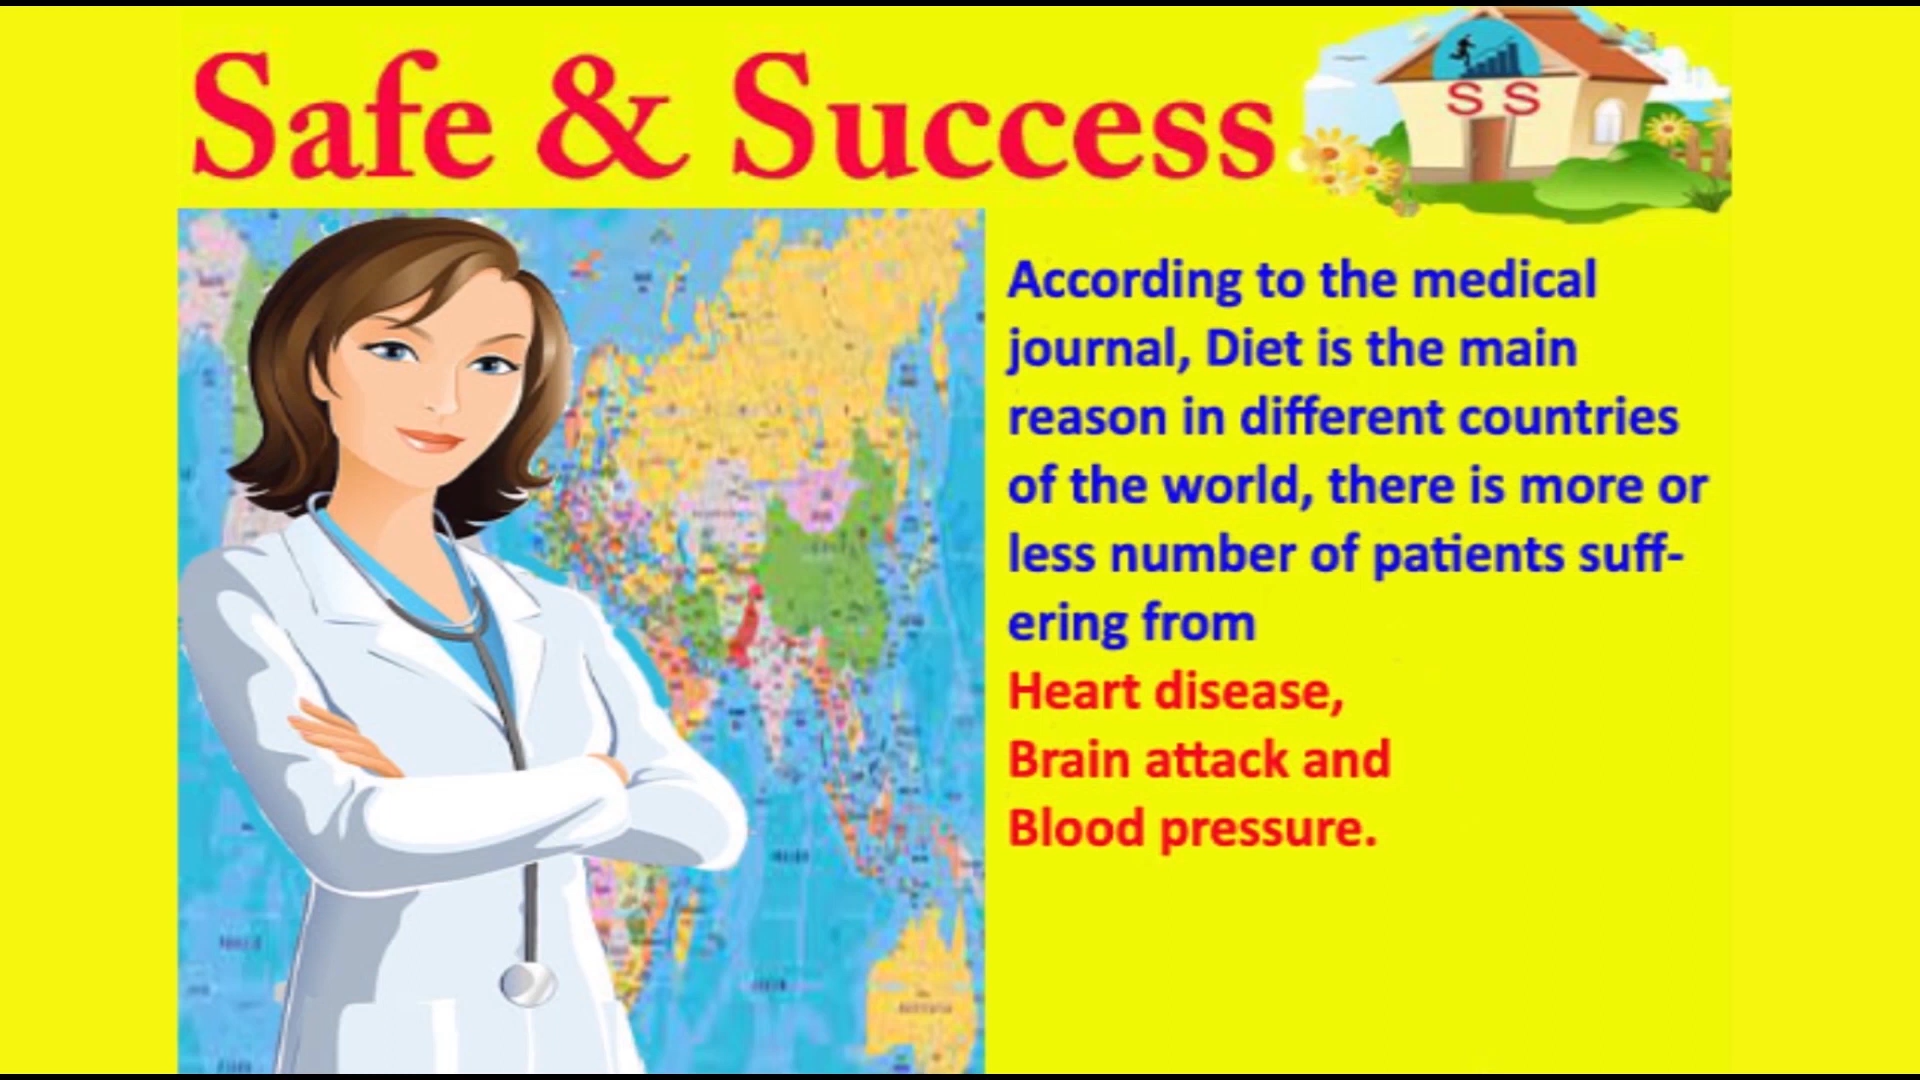 Safe & Success
S S
According to the medical
journal, Diet is the main
reason in different countries
of the world, there is more or
less number of patients suff-
ering from
Heart disease,
Brain attack and
Blood pressure.